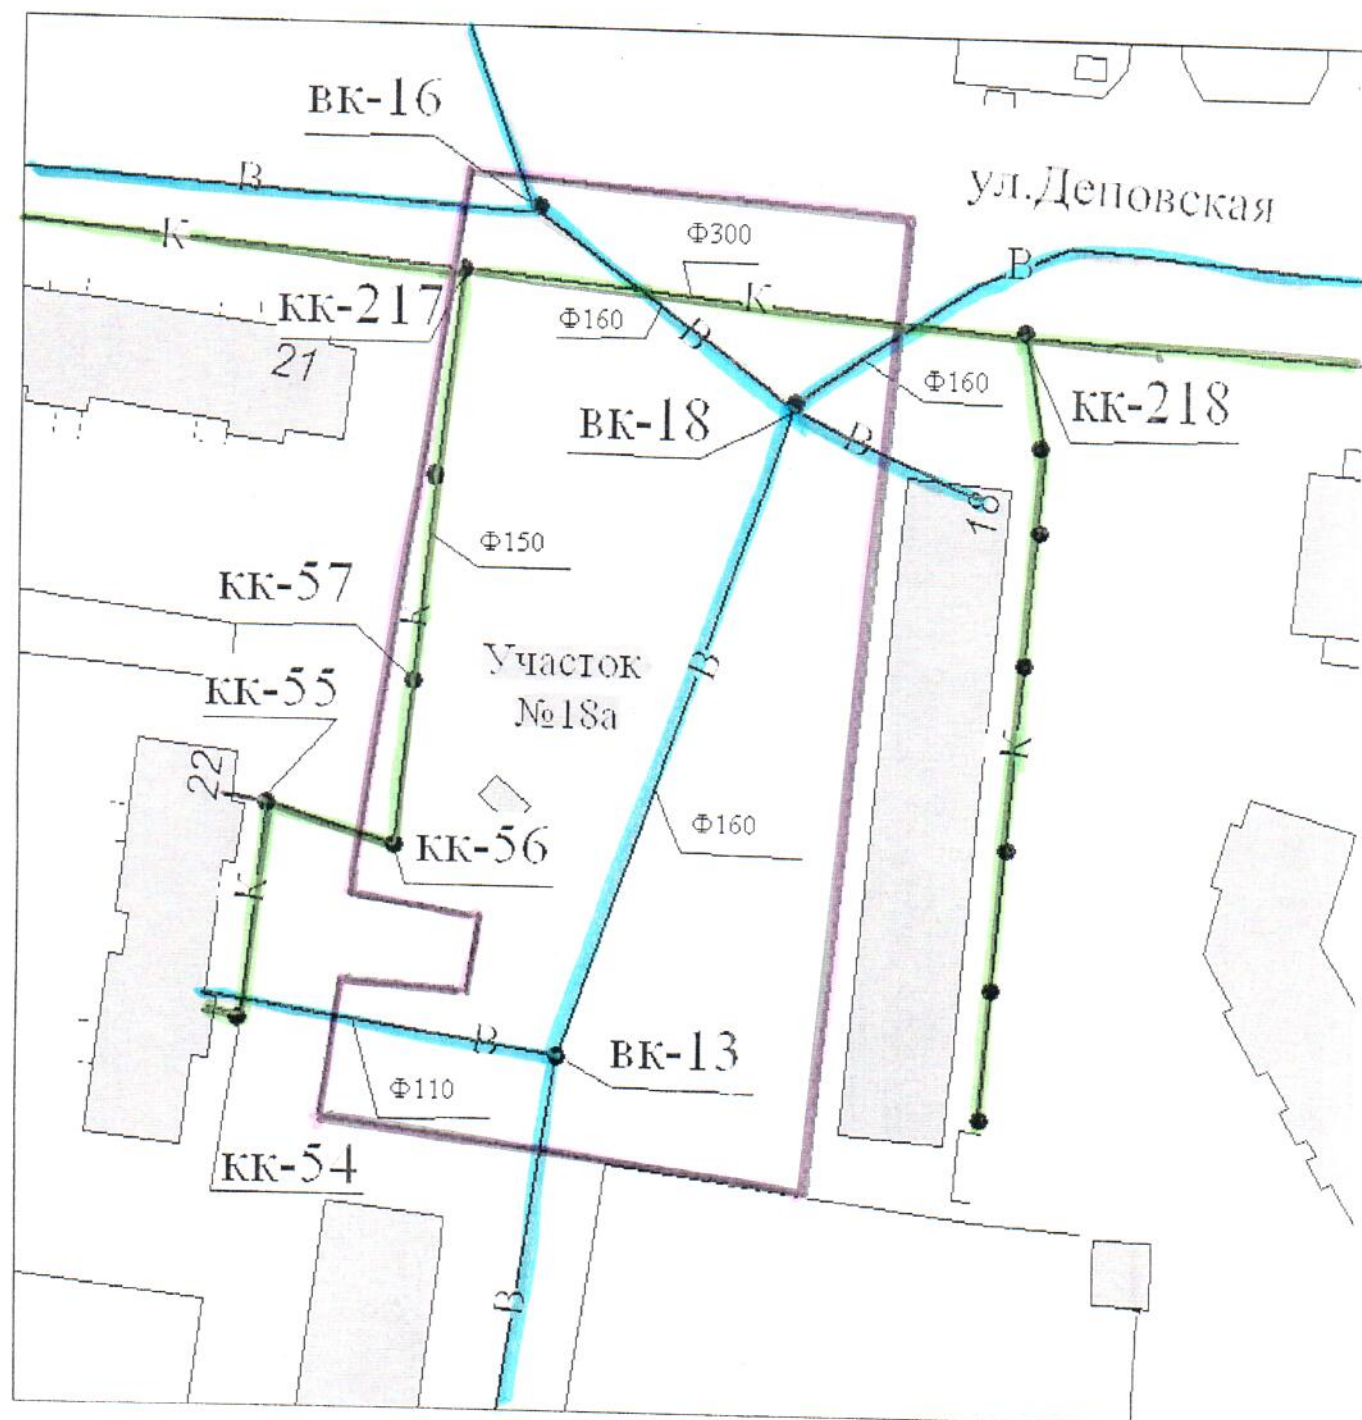 вк-16
ул.Деповская
В
К
Ф300
В
кк-217
К
Ф160
В
21
вк-18
В
Ф160
кк-218
18
Ф150
кк-57
К
Участок
№18а
кк-55
В
22
К
Ф160
кк-56
К
В
вк-13
Ф110
кк-54
В